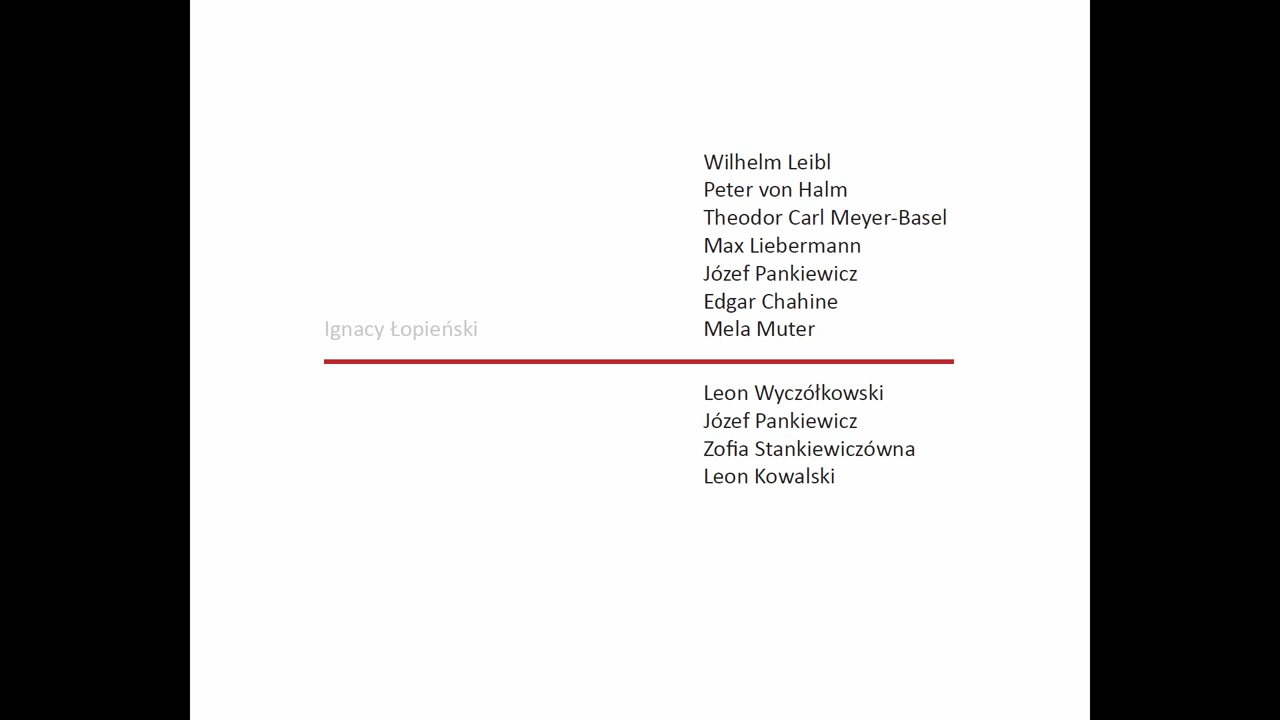 Wilhelm Leibl
Peter von Halm
Theodor Carl Meyer-Basel
Max Liebermann
Józef Pankiewicz
Edgar Chahine
Ignacy Łopieński
Mela Muter
Leon Wyczółkowski
Józef Pankiewicz
Zofia Stankiewiczówna
Leon Kowalski